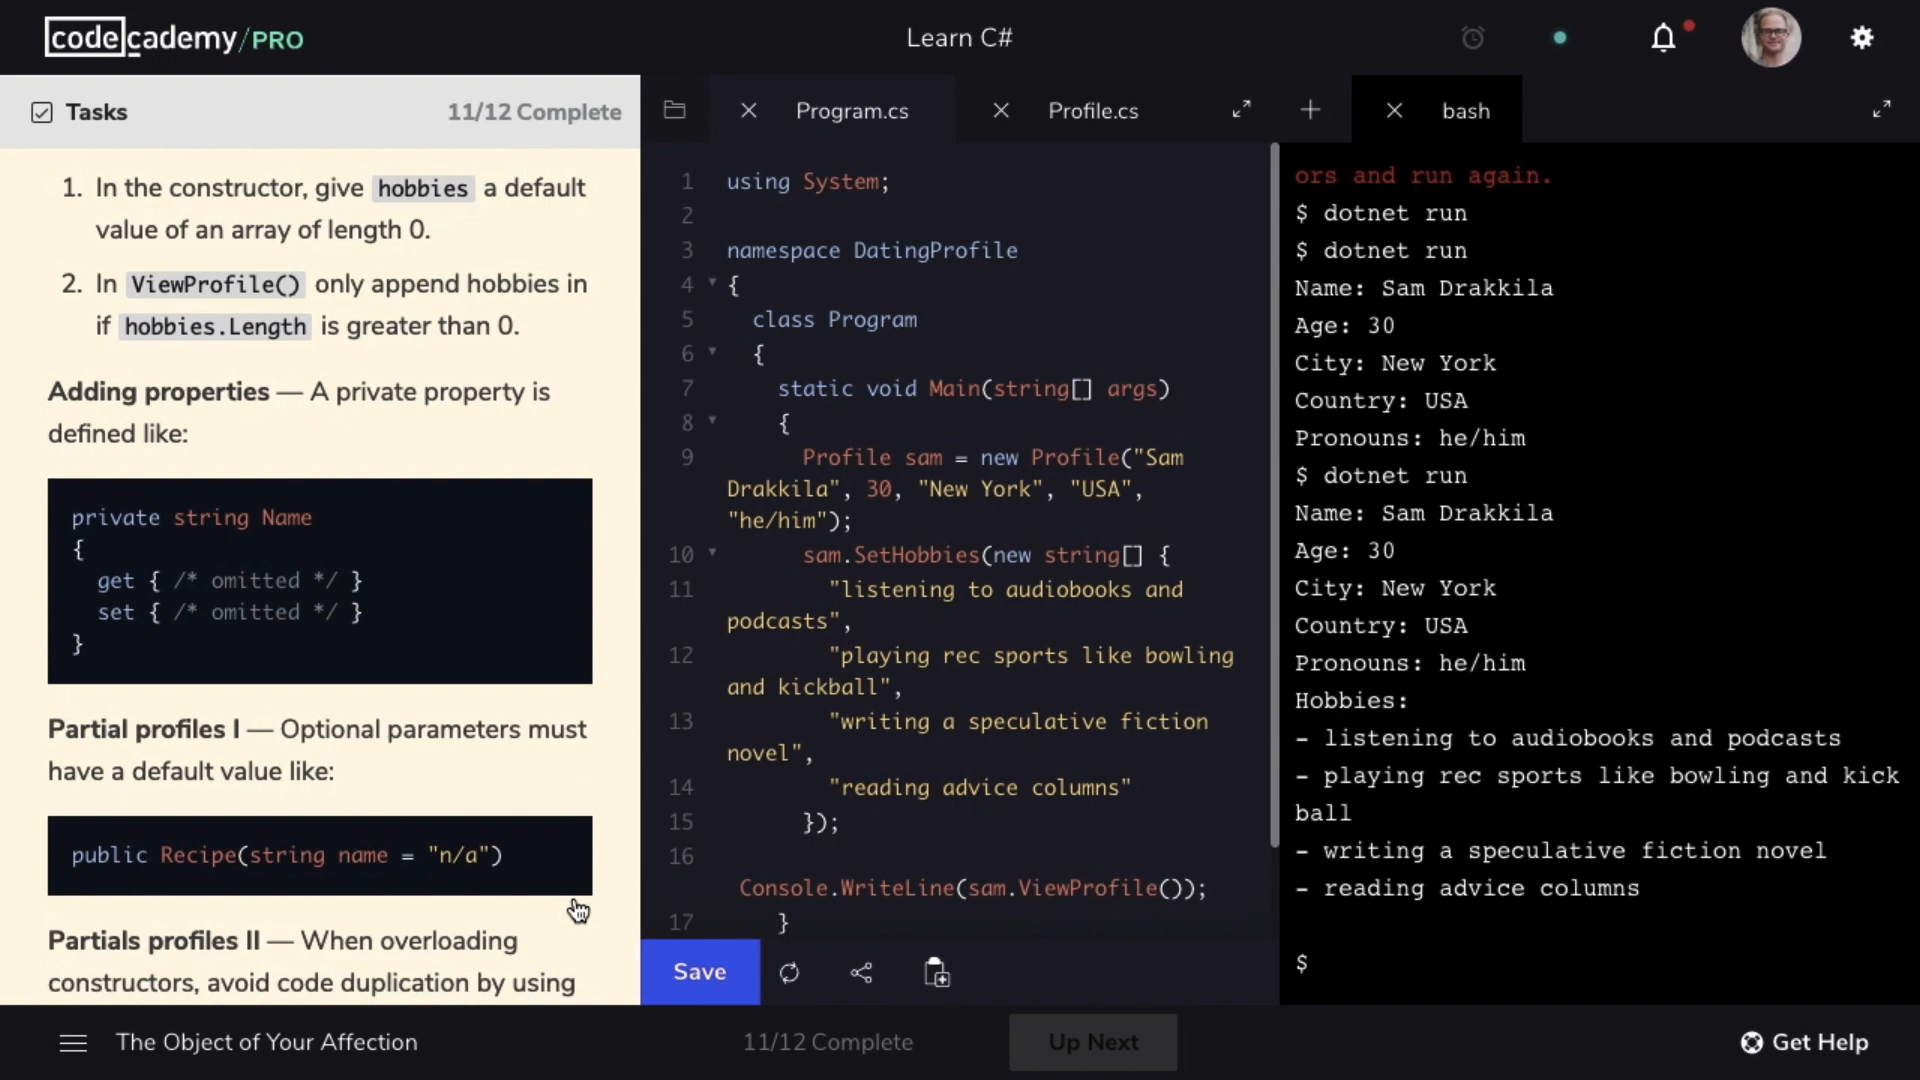 codecademy/PRO
Learn C#
Tasks
11/12 Complete
1. In the constructor, give hobbies a default
value of an array of length 0.
2. In ViewProfile() only append hobbies in
if hobbies.Length is greater than 0.
Adding properties — A private property is
defined like:
private string Name
{
get { /* omitted */ }
set { /* omitted */ }
}
Partial profiles I — Optional parameters must
have a default value like:
public Recipe(string name = "n/a")
Partials profiles II — When overloading
constructors, avoid code duplication by using
Program.cs
Profile.cs
1 using System;
2
3 namespace DatingProfile
4 {
5 class Program
6 {
7 static void Main(string[] args)
8 {
9 Profile sam = new Profile("Sam
Drakkila", 30, "New York", "USA",
"he/him");
10 sam.SetHobbies(new string[] {
11 "listening to audiobooks and
podcasts",
12 "playing rec sports like bowling
and kickball",
13 "writing a speculative fiction
novel",
14 "reading advice columns"
15 });
16
Console.WriteLine(sam.ViewProfile());
17 }
Save
bash
ors and run again.
$ dotnet run
$ dotnet run
Name: Sam Drakkila
Age: 30
City: New York
Country: USA
Pronouns: he/him
$ dotnet run
Name: Sam Drakkila
Age: 30
City: New York
Country: USA
Pronouns: he/him
Hobbies:
- listening to audiobooks and podcasts
- playing rec sports like bowling and kick
ball
- writing a speculative fiction novel
- reading advice columns
$
The Object of Your Affection
11/12 Complete
Up Next
Get Help